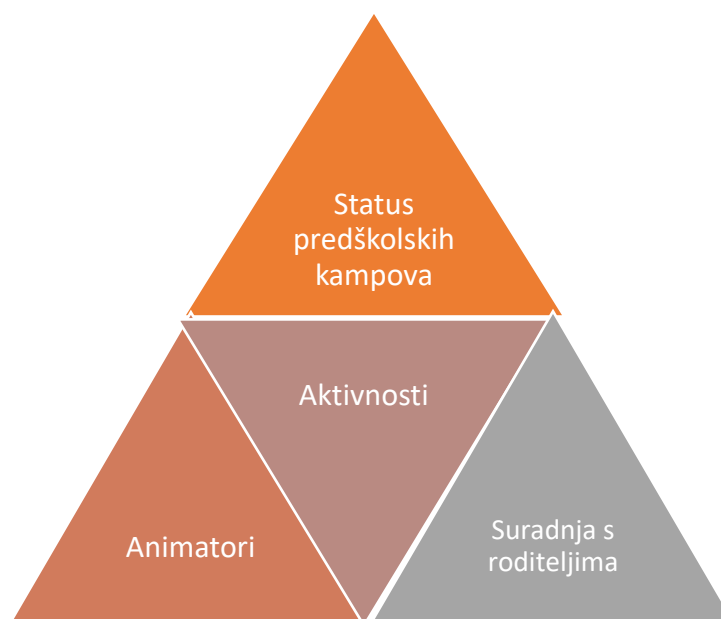 Status
predškolskih
kampova
Aktivnosti
Animatori
Suradnja s
roditeljima